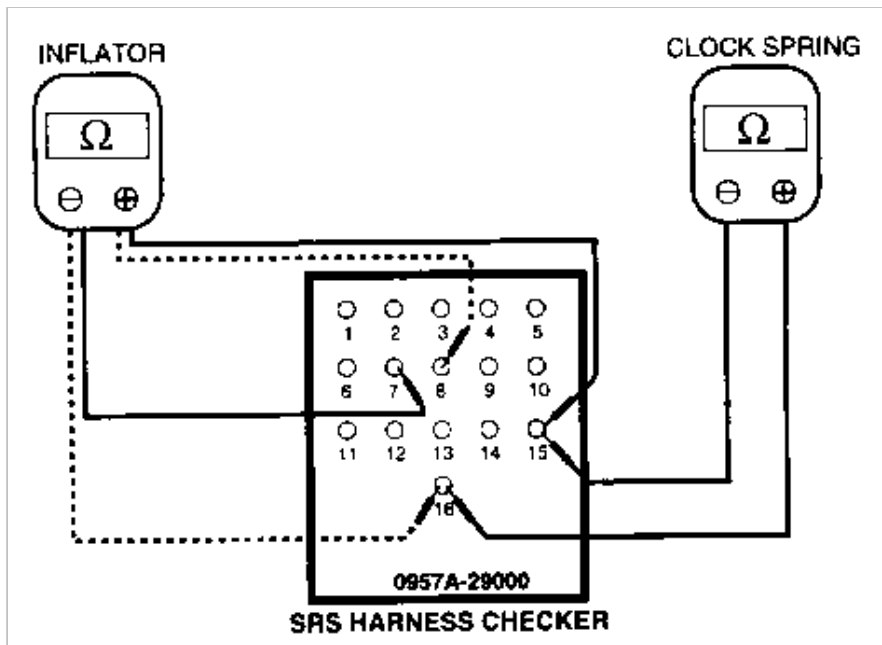 INFLATOR
CLOCK SPRING
Ω
Ω
⊖ ⊕
⊖ ⊕
1 2 3 4 5
6 7 8 9 10
11 12 13 14 15
16
0957A-29000
SRS HARNESS CHECKER